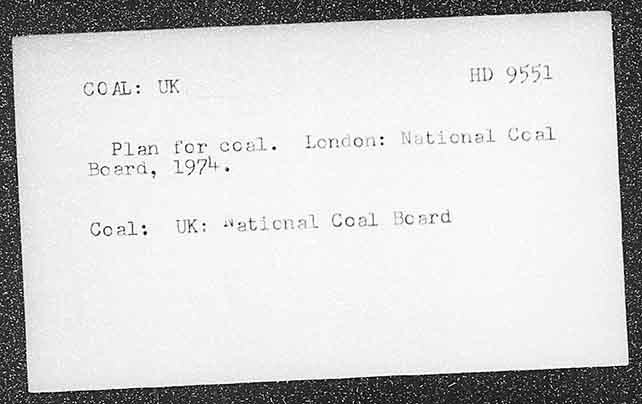 COAL: UK
HD 9551
Plan for coal. London: National Coal
Board, 1974.
Coal: UK: National Coal Board